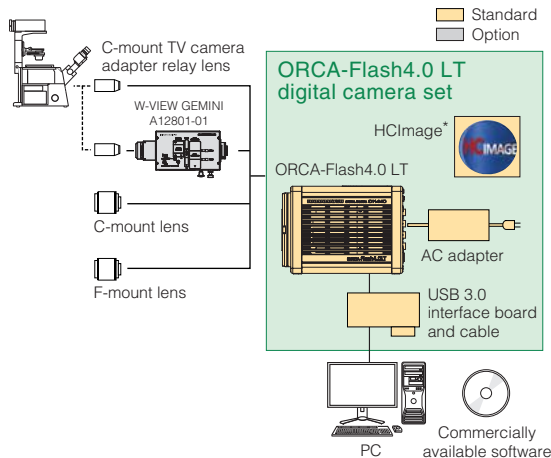 Standard
Option
C-mount TV camera
adapter relay lens
W-VIEW GEMINI
A12801-01
C-mount lens
F-mount lens
ORCA-Flash4.0 LT
digital camera set
HCImage*
HCIMAGE
ORCA-Flash4.0 LT
AC adapter
USB 3.0
interface board
and cable
PC
Commercially
available software